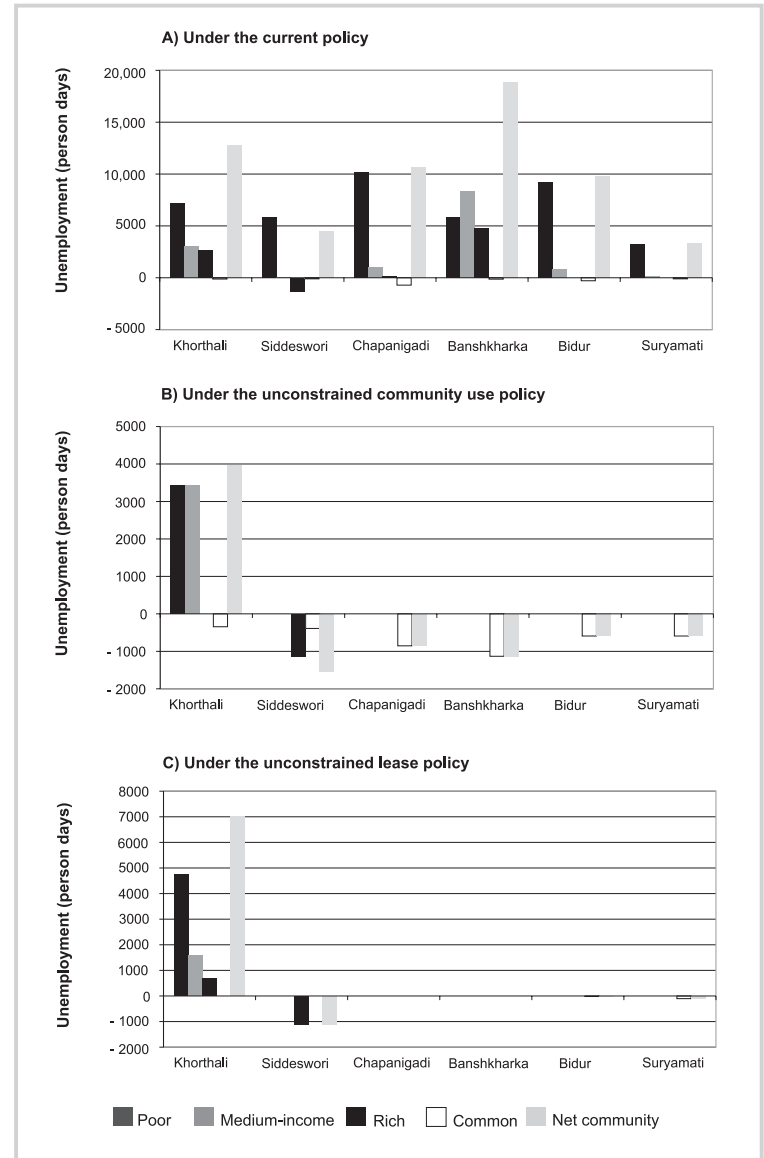 A) Under the current policy
Unemployment (person days)
20,000
15,000
10,000
5000
0
- 5000
Khorthali Siddeswori Chapanigadi Banshkharka Bidur Suryamati
B) Under the unconstrained community use policy
Unemployment (person days)
5000
4000
3000
2000
1000
0
- 1000
- 2000
Khorthali Siddeswori Chapanigadi Banshkharka Bidur Suryamati
C) Under the unconstrained lease policy
Unemployment (person days)
8000
7000
6000
5000
4000
3000
2000
1000
0
- 1000
- 2000
Khorthali Siddeswori Chapanigadi Banshkharka Bidur Suryamati
Poor Medium-income Rich Common Net community